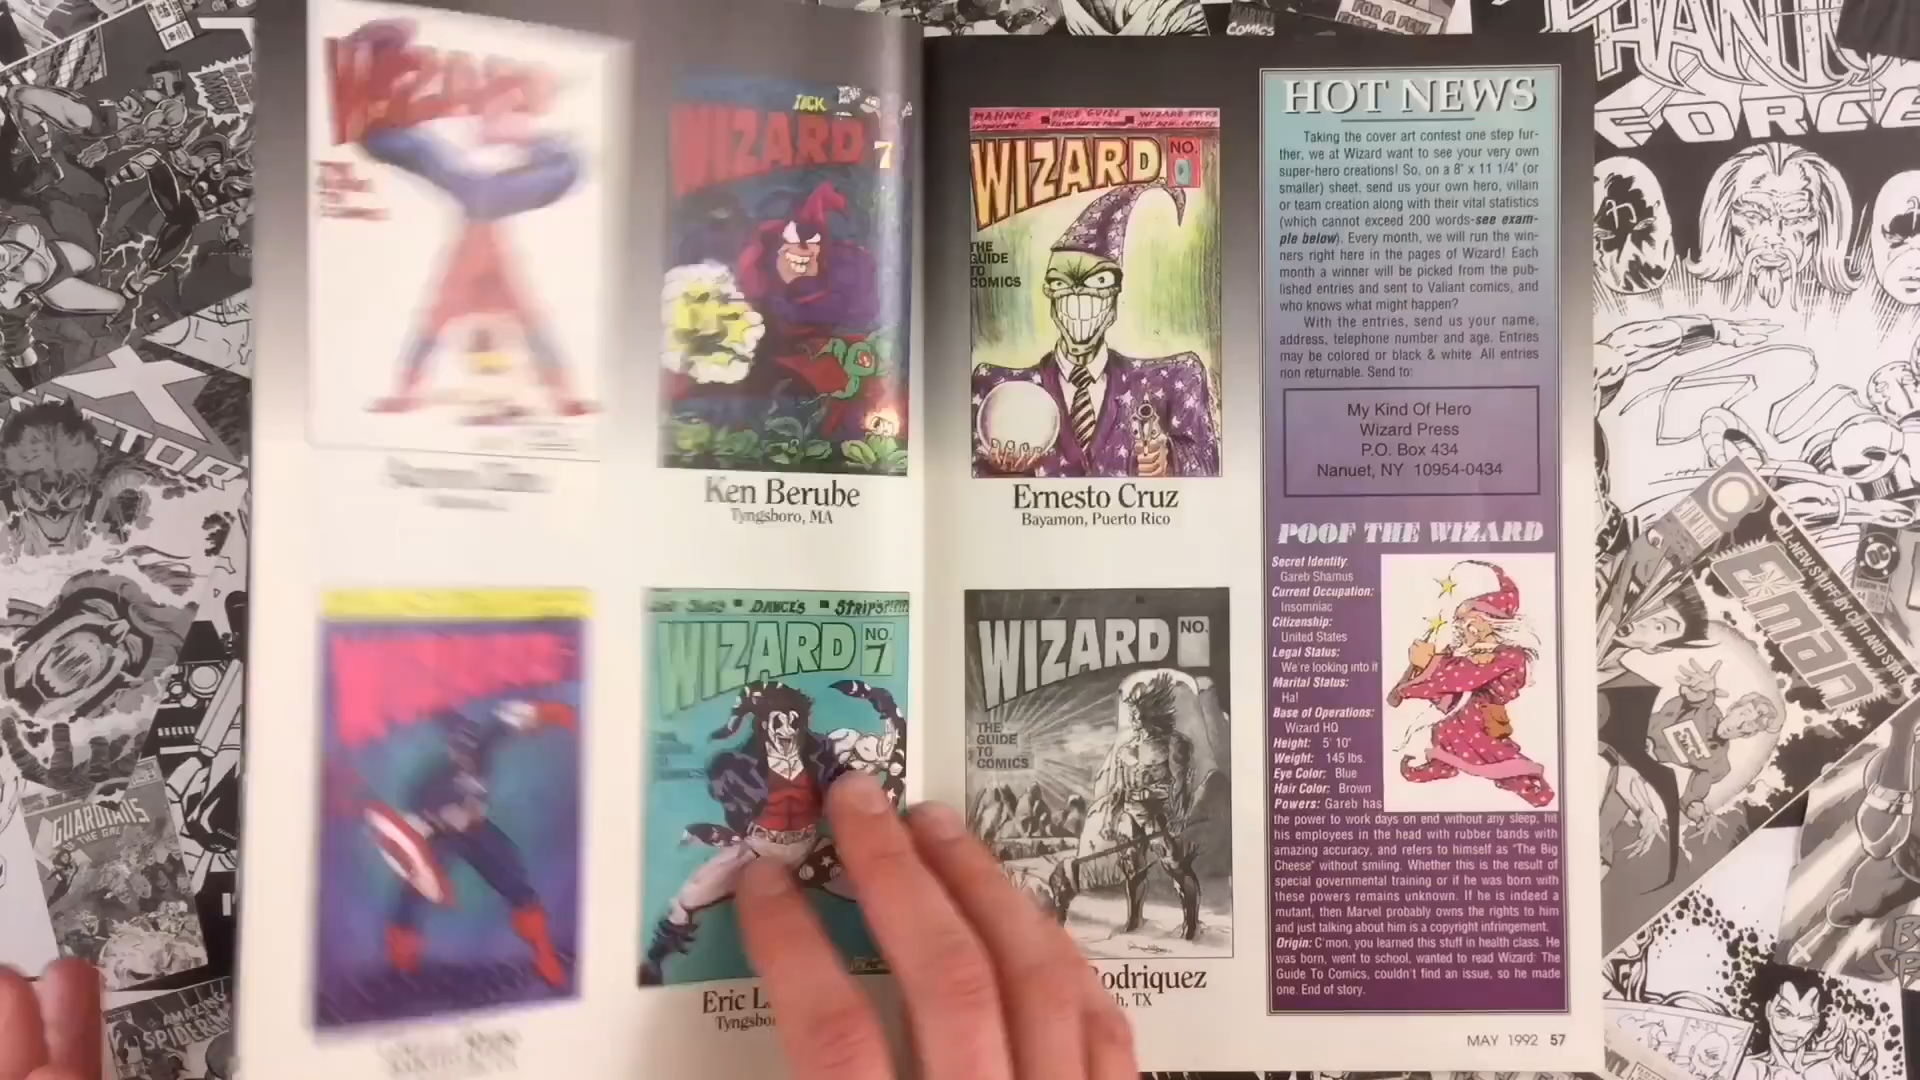 WIZARD
7
Ken Berube
Tyngsboro, MA
WIZARD
NO.
7
Eric
MAHNKE
PRICE GUIDE
WIZARD
NO.
THE
GUIDE
TO
COMICS
Ernesto Cruz
Bayamon, Puerto Rico
WIZARD
NO.
THE
GUIDE
TO
COMICS
TX
HOT NEWS
Taking the cover art contest one step fur-
ther, we at Wizard want to see your very own
super-hero creations! So, on a 8" x 11 1/4" (or
smaller) sheet, send us your own hero, villain
or team creation along with their vital statistics
(which cannot exceed 200 words-see exam-
ple below). Every month, we will run the win-
ners right here in the pages of Wizard! Each
month a winner will be picked from the pub-
lished entries and sent to Valiant comics, and
who knows what might happen?
With the entries, send us your name,
address, telephone number and age. Entries
may be colored or black & white. All entries
non returnable. Send to:
My Kind Of Hero
Wizard Press
P.O. Box 434
Nanuet, NY 10954-0434
POOF THE WIZARD
Secret Identify:
Gareb Shamus
Current Occupation:
Insomniac
Citizenship:
United States
Legal Status:
We're looking into it
Marital Status:
Ha!
Base of Operations:
Wizard HQ
Height: 5' 10"
Weight: 145 lbs.
Eye Color: Blue
Hair Color: Brown
Powers: Gareb has
the power to work days on end without any sleep, hit
his employees in the head with rubber bands with
amazing accuracy, and refers to himself as "The Big
Cheese" without smiling. Whether this is the result of
special governmental training or if he was born with
these powers remains unknown. If he is indeed a
mutant, then Marvel probably owns the rights to him
and just talking about him is a copyright infringement.
Origin: C'mon, you learned this stuff in health class. He
was born, went to school, wanted to read Wizard: The
Guide To Comics, couldn't find an issue, so he made
one. End of story.
MAY 1992 57
FORCE
GUARDIANS
E-MAN